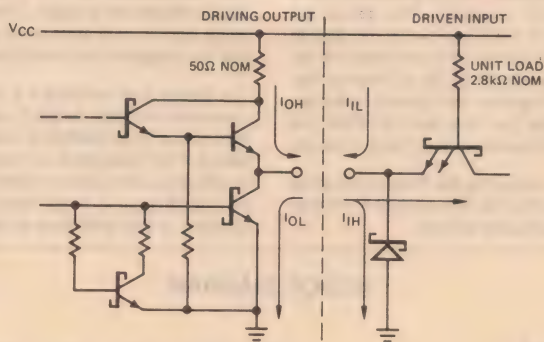 DRIVING OUTPUT
DRIVEN INPUT
VCC
50Ω NOM
IOH
IIL
UNIT LOAD
2.8kΩ NOM
IOL
IIH